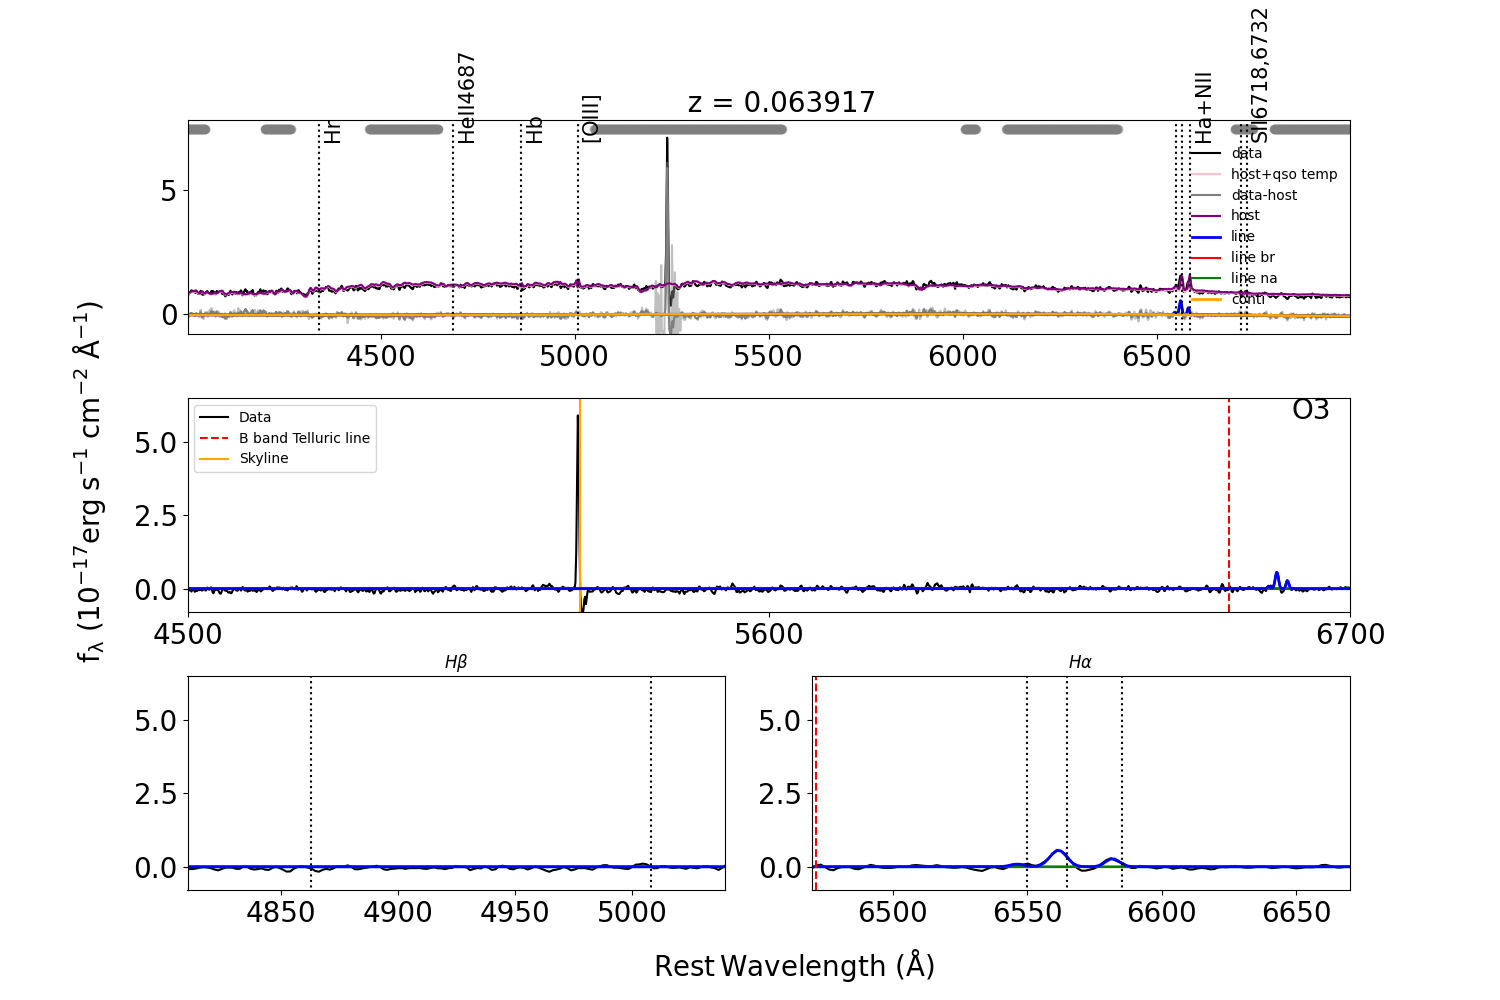 z = 0.063917
Hr
HeII4687
Hb
[OIII]
Ha+NII
SII6718,6732
data
host+qso temp
data-host
host
line
line br
line na
conti
5
0
4500
5000
5500
6000
6500
f_λ (10⁻¹⁷erg s⁻¹ cm⁻² Å⁻¹)
O3
Data
B band Telluric line
Skyline
5.0
2.5
0.0
4500
5600
6700
Hβ
5.0
2.5
0.0
4850
4900
4950
5000
Hα
5.0
2.5
0.0
6500
6550
6600
6650
Rest Wavelength (Å)